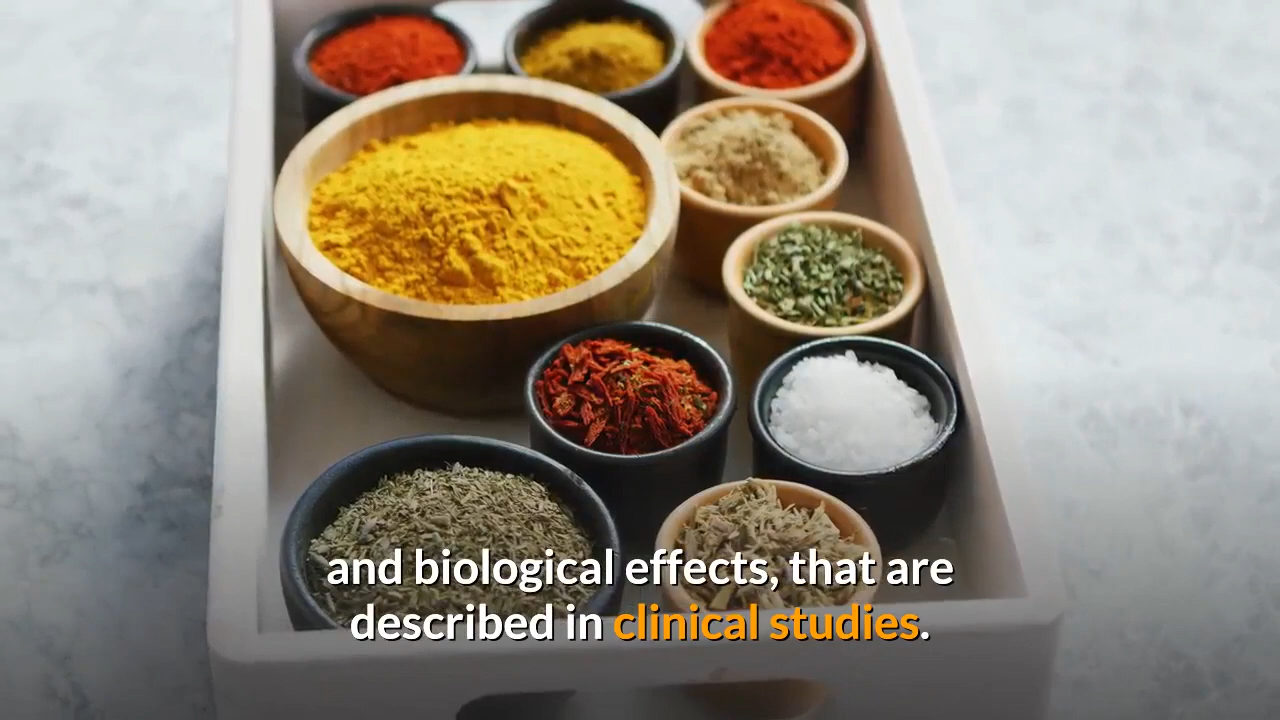 and biological effects, that are
described in clinical studies.